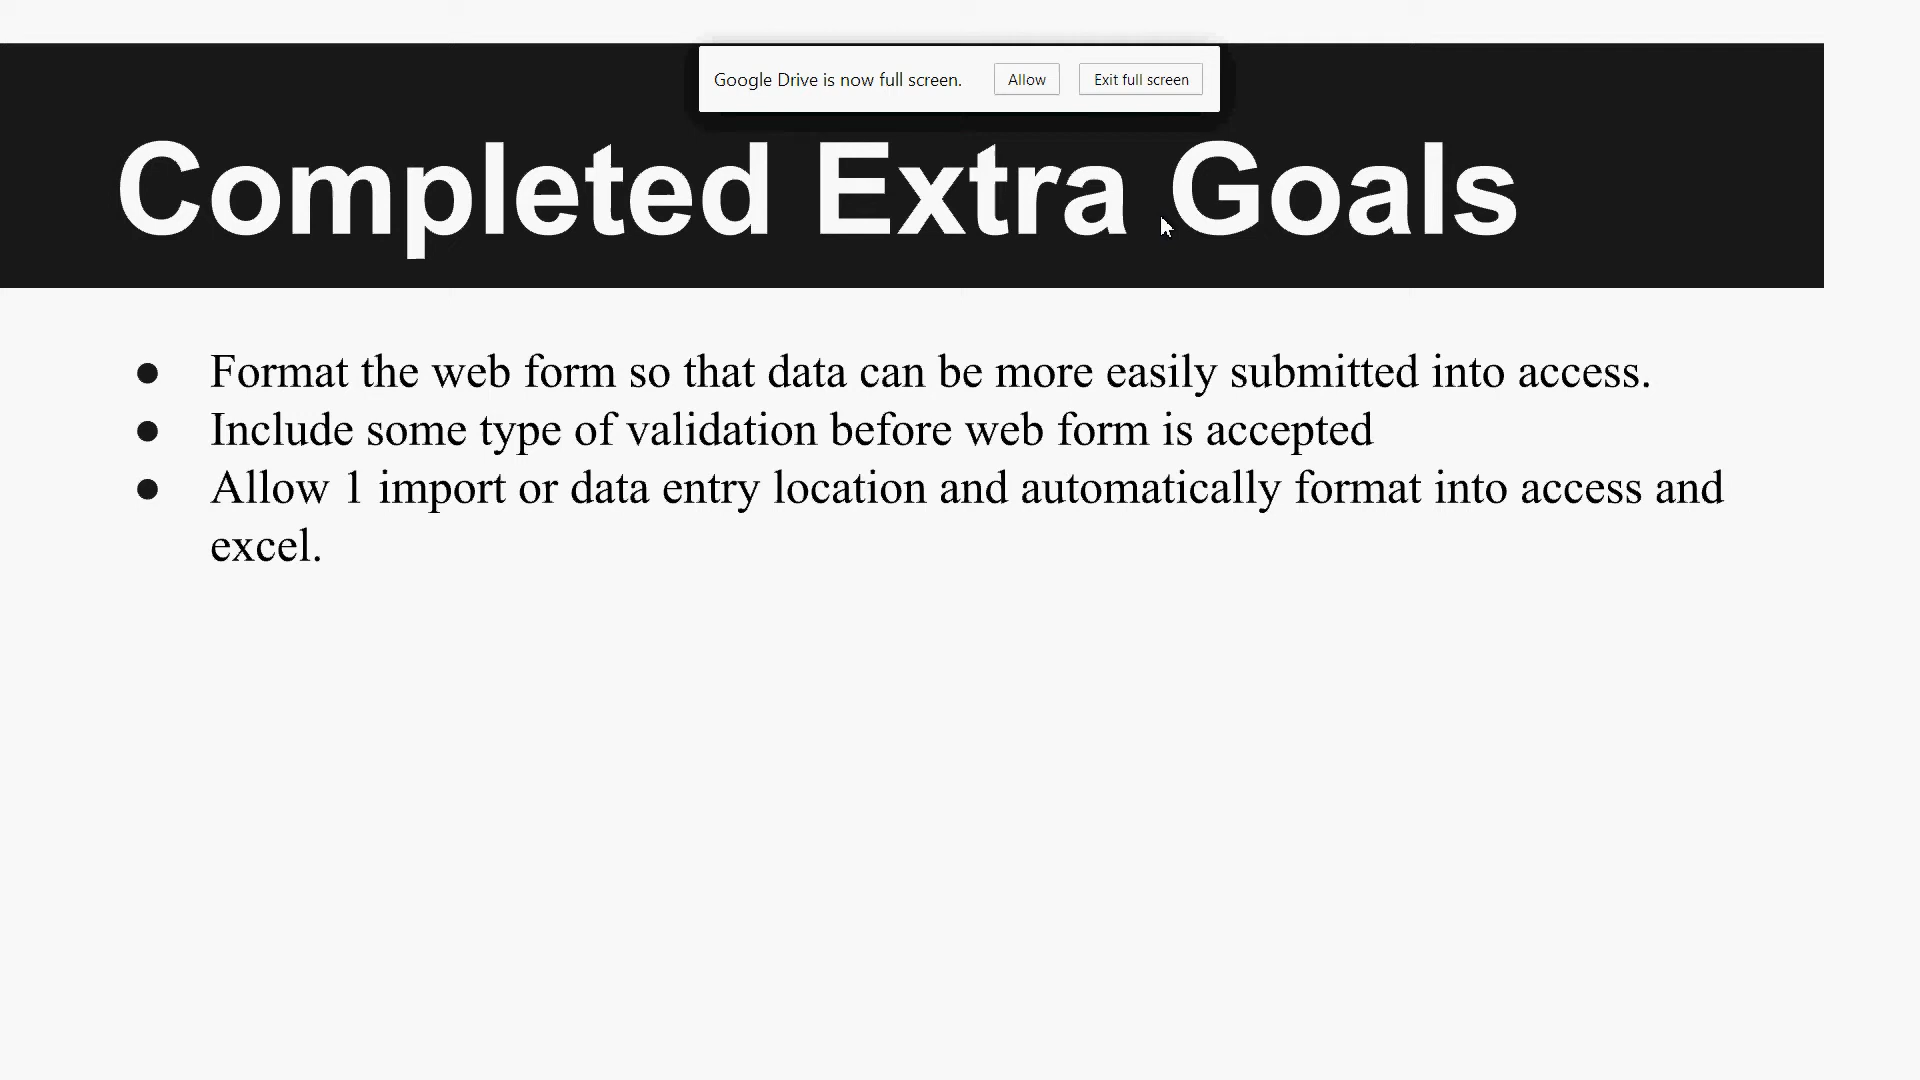 Google Drive is now full screen. Allow Exit full screen
Completed Extra Goals
● Format the web form so that data can be more easily submitted into access.
● Include some type of validation before web form is accepted
● Allow 1 import or data entry location and automatically format into access and
excel.